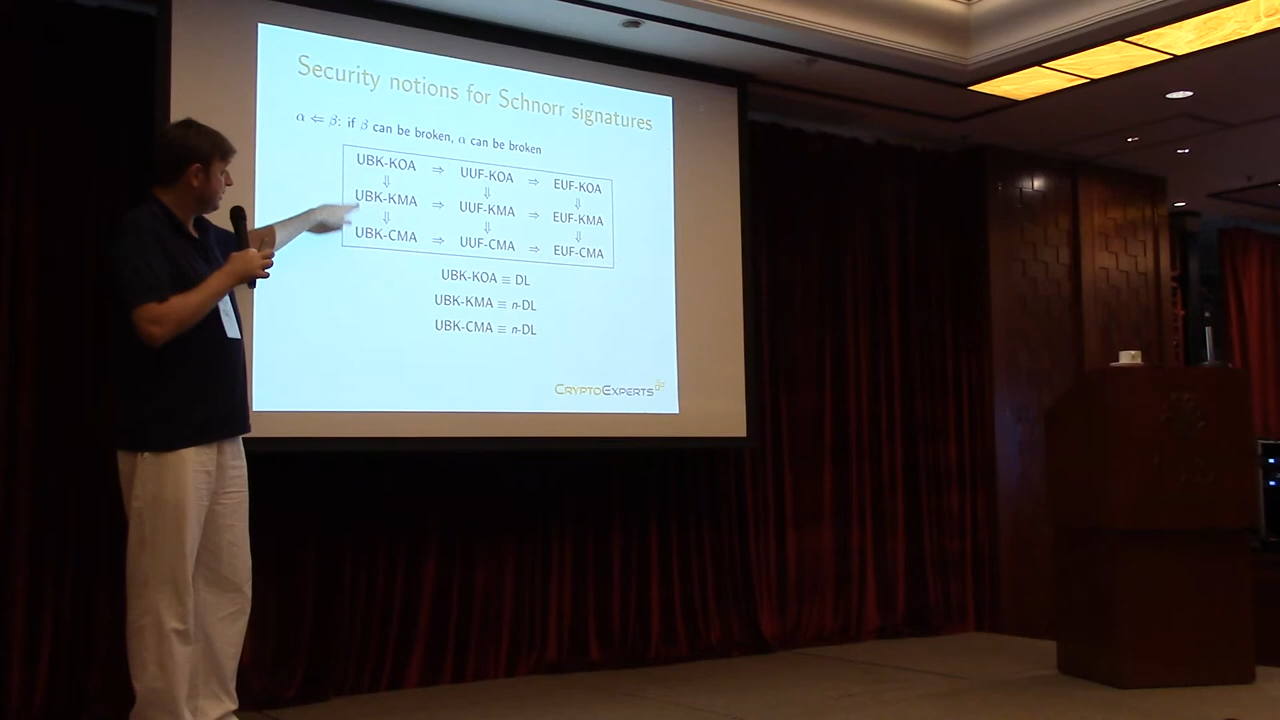 Security notions for Schnorr signatures
α ⇐ β: if β can be broken, α can be broken
UBK-KOA ⇒ UUF-KOA ⇒ EUF-KOA
⇓ ⇓ ⇓
UBK-KMA ⇒ UUF-KMA ⇒ EUF-KMA
⇓ ⇓ ⇓
UBK-CMA ⇒ UUF-CMA ⇒ EUF-CMA
UBK-KOA ≡ DL
UBK-KMA ≡ n-DL
UBK-CMA ≡ n-DL
CRYPTOEXPERTS